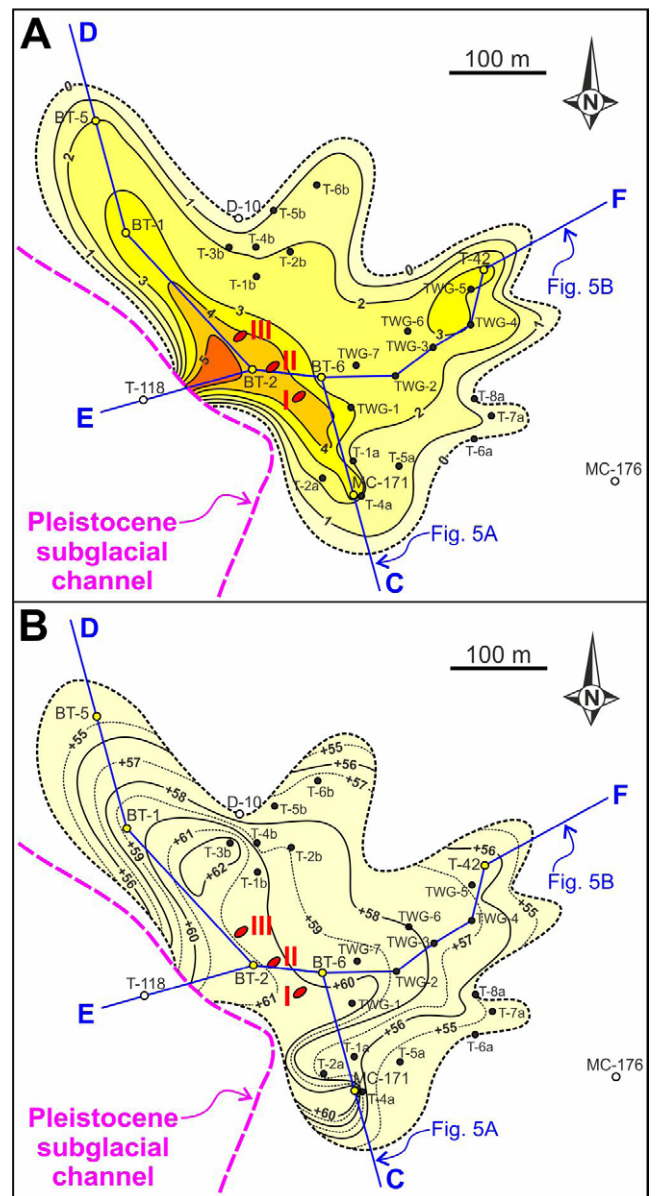 A
D
100 m
N
0
BT-5
2
1
T-6b
D-10
T-5b
F
BT-1
T-3b
T-4b
T-2b
0
T-42
T-1b
2
TWG-5
Fig. 5B
1
3
4
3
TWG-6
3
TWG-4
1
III
TWG-3
5
II
BT-6
TWG-7
BT-2
TWG-2
T-118
I
TWG-1
2
T-8a
E
T-7a
4
T-1a
T-5a
0
T-6a
MC-171
MC-176
T-2a
T-4a
Pleistocene
subglacial
channel
1
Fig. 5A
C
B
D
100 m
N
BT-5
+55
+55
+56
+57
+57
T-6b
+58
D-10
T-5b
F
BT-1
+61
T-4b
+59
T-3b
T-2b
+56
+62
T-42
+56
T-1b
TWG-5
Fig. 5B
+60
+59
+58
+55
III
TWG-6
TWG-4
TWG-3
+57
II
BT-6
TWG-7
BT-2
TWG-2
T-118
+61
I
+60
TWG-1
T-8a
E
+56
+55
T-7a
T-1a
T-6a
T-5a
T-2a
MC-171
MC-176
T-4a
+60
Pleistocene
subglacial
channel
Fig. 5A
C